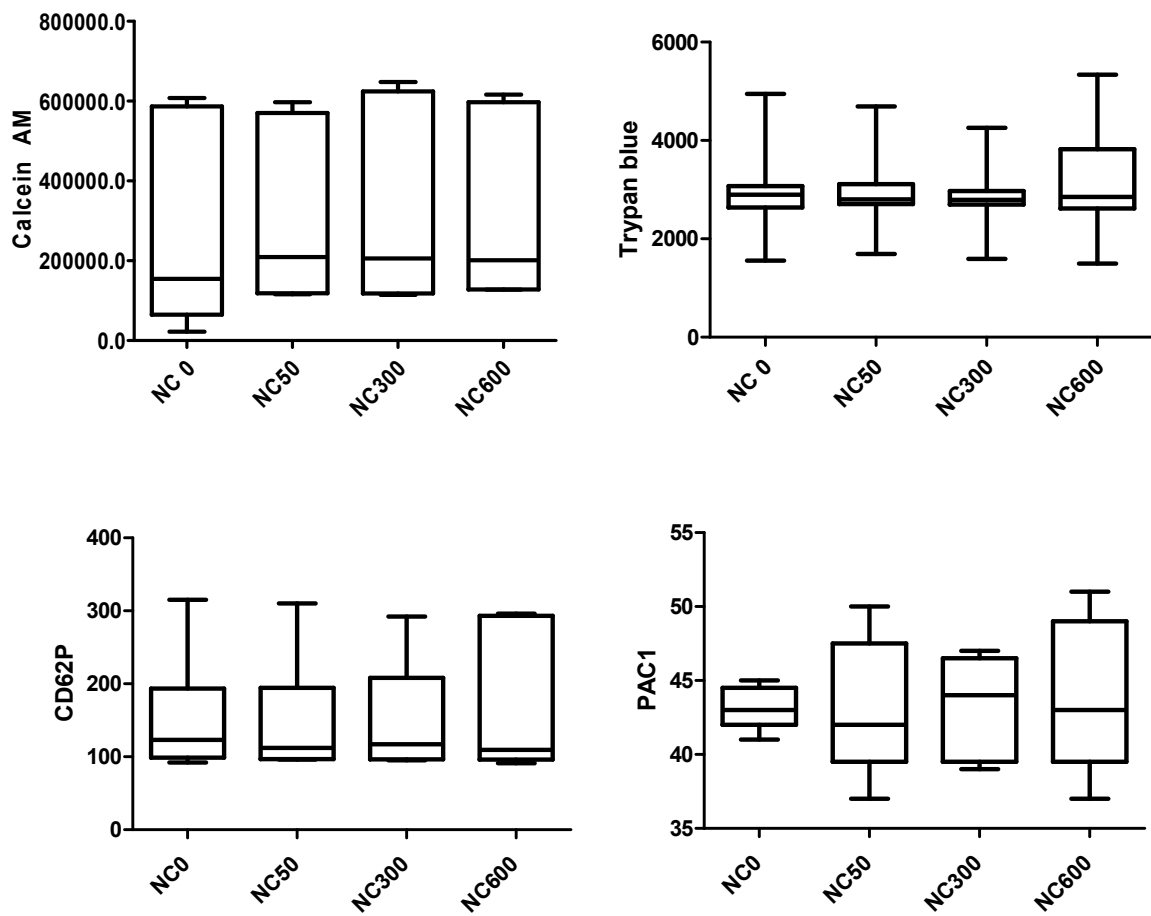 Calcein AM
800000.0
600000.0
400000.0
200000.0
0.0
NC 0
NC50
NC300
NC600
Trypan blue
6000
4000
2000
0
NC 0
NC50
NC300
NC600
CD62P
400
300
200
100
0
NC0
NC50
NC300
NC600
PAC1
55
50
45
40
35
NC0
NC50
NC300
NC600